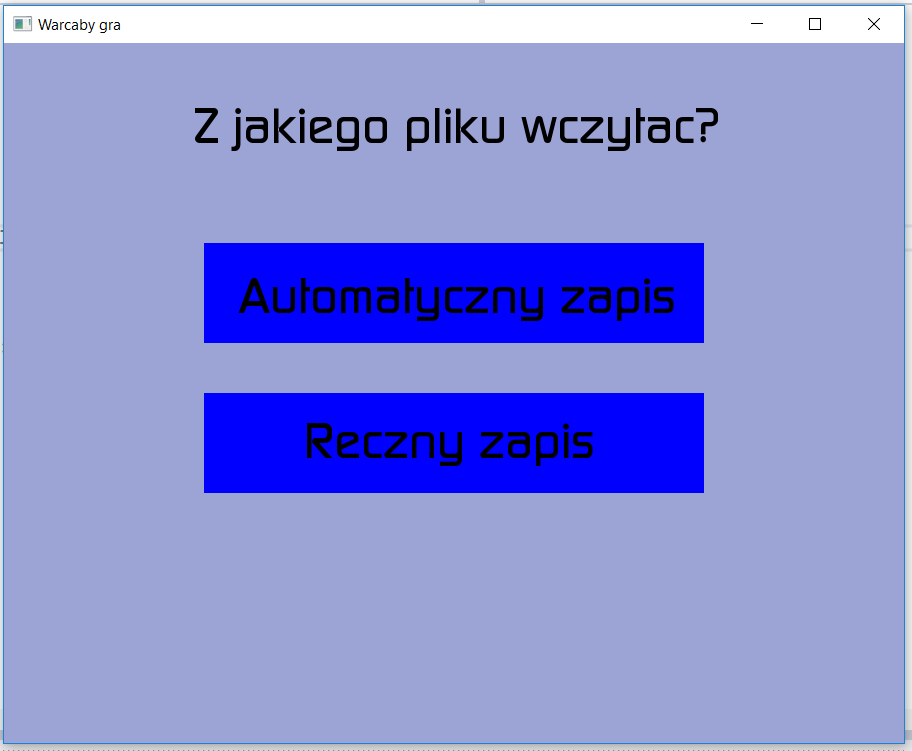 Warcaby gra
Z jakiego pliku wczytac?
Automatyczny zapis
Reczny zapis